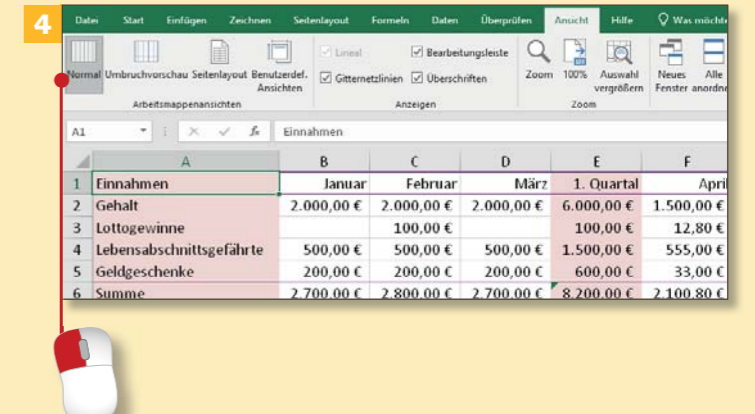 4
Datei Start Einfügen Zeichnen Seitenlayout Formeln Daten Überprüfen Ansicht Hilfe Was möchte
Normal Umbruchvorschau Seitenlayout Benutzerdef. Ansichten
Arbeitsmappenansichten
Lineal Bearbeitungsleiste
Gitternetzlinien Überschriften
Anzeigen
Zoom 100% Auswahl vergrößern
Zoom
Neues Fenster Alle anordne
A1 fx Einnahmen
A B C D E F
1 Einnahmen Januar Februar März 1. Quartal April
2 Gehalt 2.000,00 € 2.000,00 € 2.000,00 € 6.000,00 € 1.500,00 €
3 Lottogewinne 100,00 € 100,00 € 12,80 €
4 Lebensabschnittsgefährte 500,00 € 500,00 € 500,00 € 1.500,00 € 555,00 €
5 Geldgeschenke 200,00 € 200,00 € 200,00 € 600,00 € 33,00 €
6 Summe 2.700,00 € 2.800,00 € 2.700,00 € 8.200,00 € 2.100,80 €